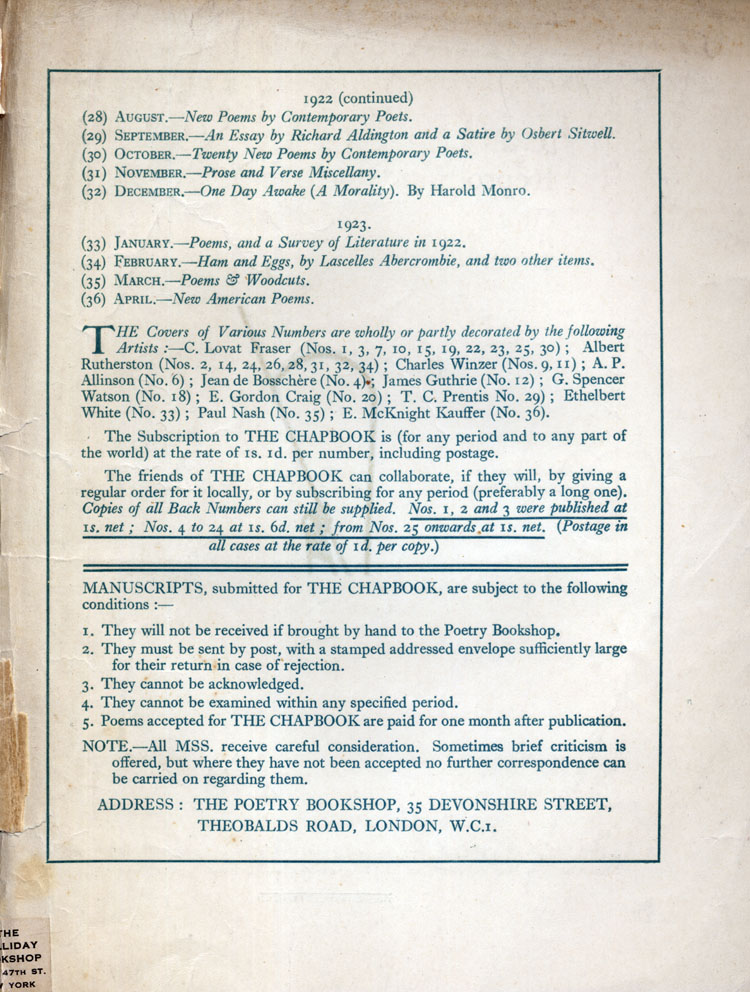 1922 (continued)
(28) AUGUST.—New Poems by Contemporary Poets.
(29) SEPTEMBER.—An Essay by Richard Aldington and a Satire by Osbert Sitwell.
(30) OCTOBER.—Twenty New Poems by Contemporary Poets.
(31) NOVEMBER.—Prose and Verse Miscellany.
(32) DECEMBER.—One Day Awake (A Morality). By Harold Monro.
1923.
(33) JANUARY.—Poems, and a Survey of Literature in 1922.
(34) FEBRUARY.—Ham and Eggs, by Lascelles Abercrombie, and two other items.
(35) MARCH.—Poems & Woodcuts.
(36) APRIL.—New American Poems.
THE Covers of Various Numbers are wholly or partly decorated by the following
Artists :—C. Lovat Fraser (Nos. 1, 3, 7, 10, 15, 19, 22, 23, 25, 30) ; Albert
Rutherston (Nos. 2, 14, 24, 26, 28, 31, 32, 34) ; Charles Winzer (Nos. 9, 11) ; A. P.
Allinson (No. 6) ; Jean de Bosschère (No. 4) ; James Guthrie (No. 12) ; G. Spencer
Watson (No. 18) ; E. Gordon Craig (No. 20) ; T. C. Prentis No. 29) ; Ethelbert
White (No. 33) ; Paul Nash (No. 35) ; E. McKnight Kauffer (No. 36).
The Subscription to THE CHAPBOOK is (for any period and to any part of
the world) at the rate of 1s. 1d. per number, including postage.
The friends of THE CHAPBOOK can collaborate, if they will, by giving a
regular order for it locally, or by subscribing for any period (preferably a long one).
Copies of all Back Numbers can still be supplied. Nos. 1, 2 and 3 were published at
1s. net ; Nos. 4 to 24 at 1s. 6d. net ; from Nos. 25 onwards at 1s. net. (Postage in
all cases at the rate of 1d. per copy.)
MANUSCRIPTS, submitted for THE CHAPBOOK, are subject to the following
conditions :—
1. They will not be received if brought by hand to the Poetry Bookshop.
2. They must be sent by post, with a stamped addressed envelope sufficiently large
for their return in case of rejection.
3. They cannot be acknowledged.
4. They cannot be examined within any specified period.
5. Poems accepted for THE CHAPBOOK are paid for one month after publication.
NOTE.—All MSS. receive careful consideration. Sometimes brief criticism is
offered, but where they have not been accepted no further correspondence can
be carried on regarding them.
ADDRESS : THE POETRY BOOKSHOP, 35 DEVONSHIRE STREET,
THEOBALDS ROAD, LONDON, W.C.1.
THE
LLIDAY
KSHOP
47TH ST.
YORK